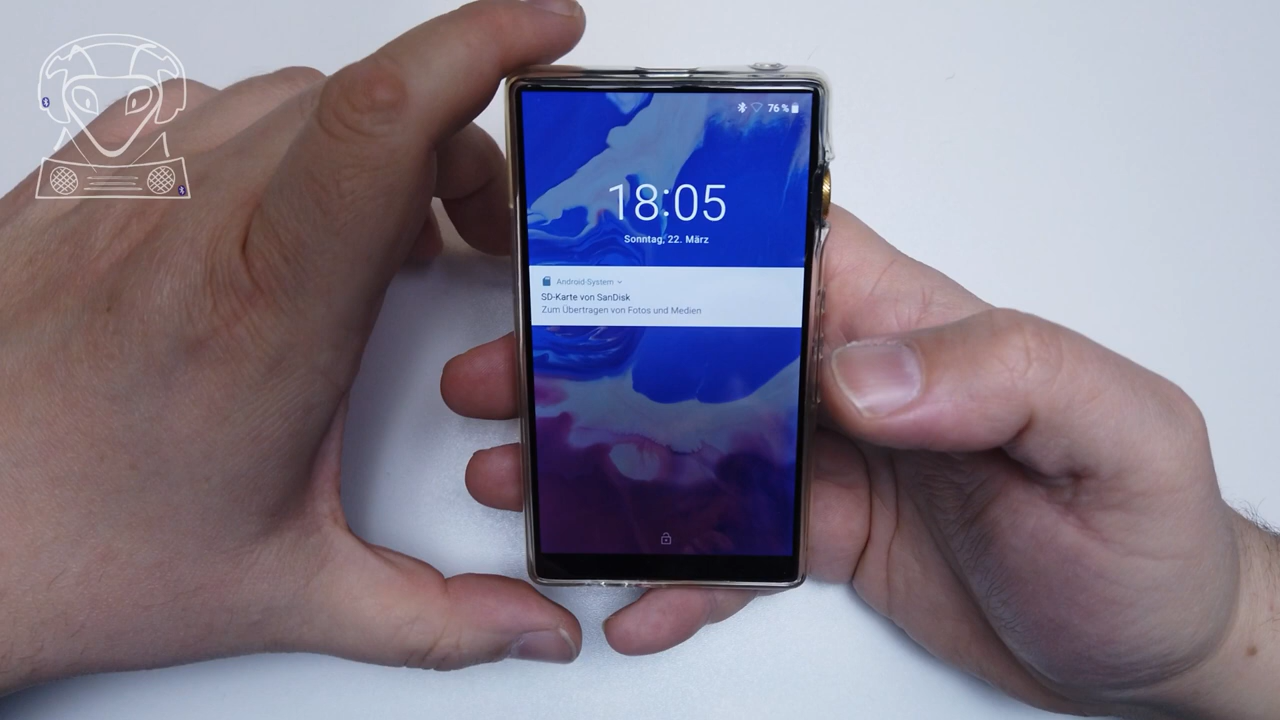 76 %
18:05
Sonntag, 22. März
Android-System
SD-Karte von SanDisk
Zum Übertragen von Fotos und Medien